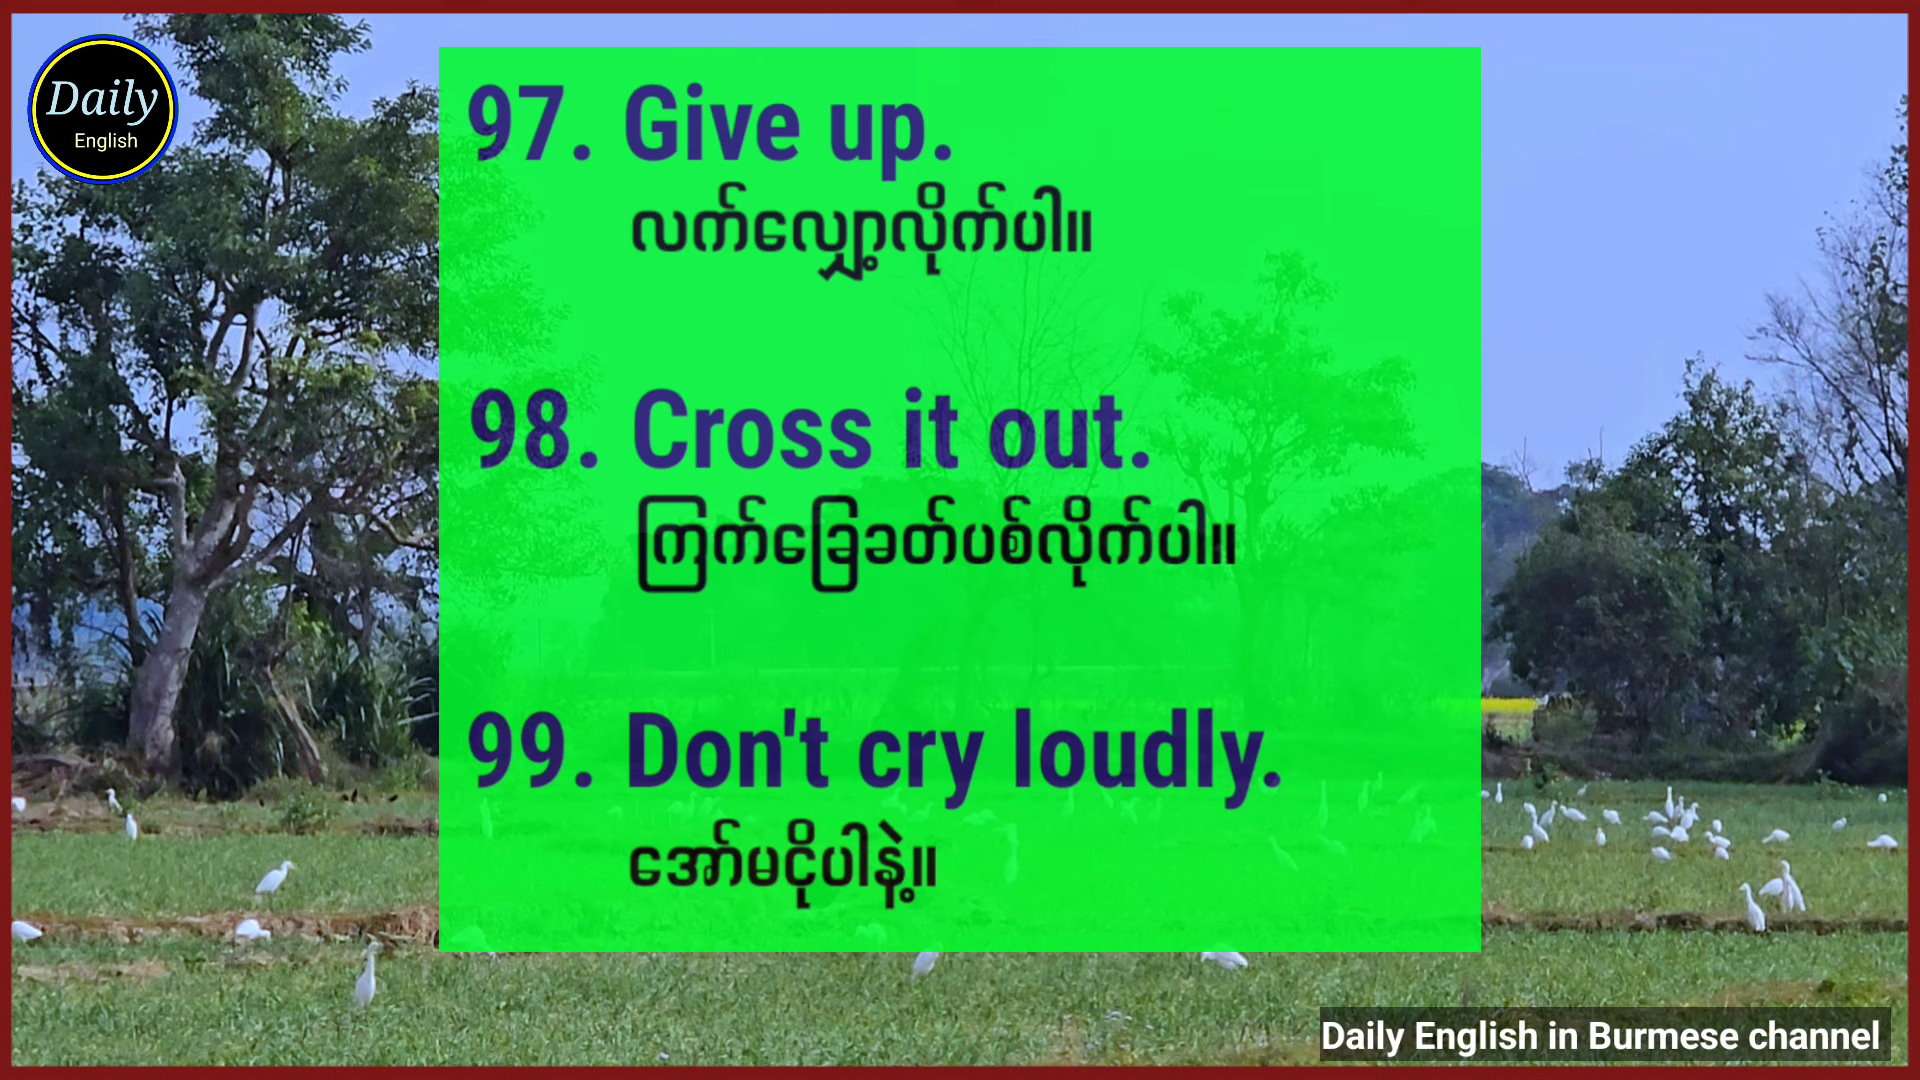 Daily
English
97. Give up.
လက်လျှော့လိုက်ပါ။
98. Cross it out.
ကြက်ခြေခတ်ပစ်လိုက်ပါ။
99. Don't cry loudly.
အော်မငိုပါနဲ့။
Daily English in Burmese channel